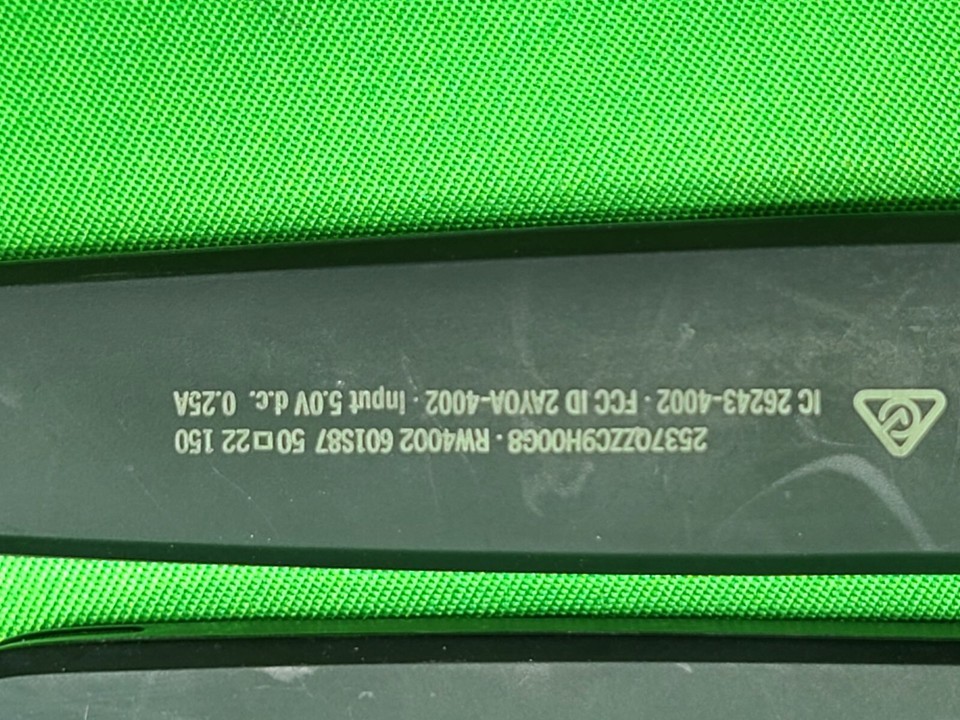 2537QZZC9H00G8 · RW4002 601S87 50□22 150
IC 26243-4002 · FCC ID 2AYOA-4002 · Input 5.0V d.c. 0.25A